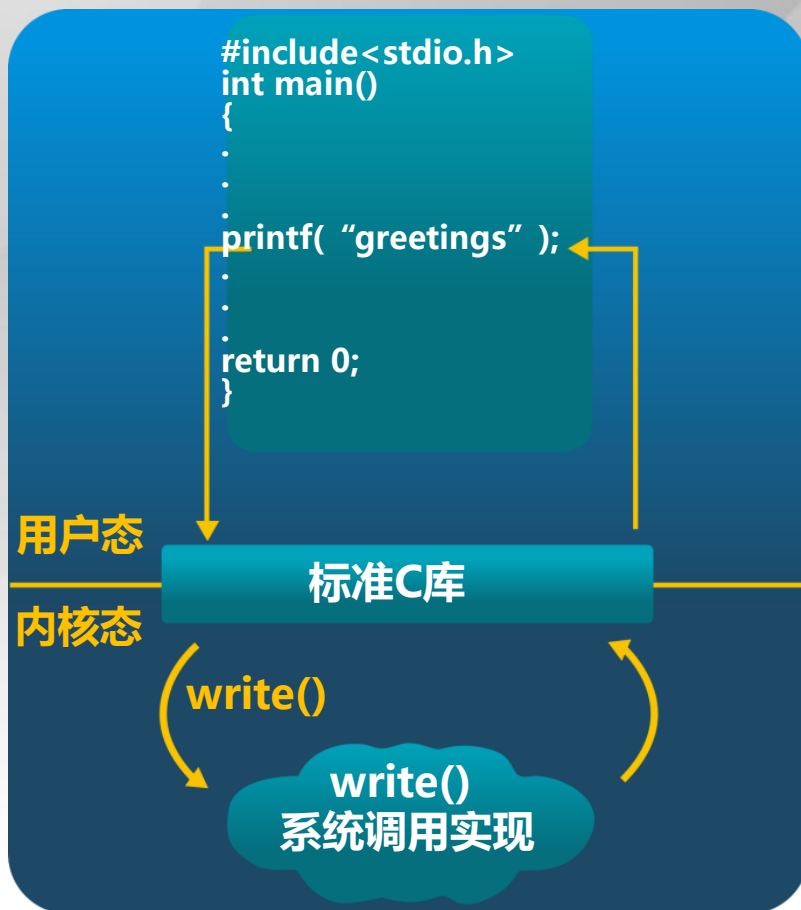 #include<stdio.h>
int main()
{
.
.
.
printf( “greetings” );
.
.
.
return 0;
}
用户态
标准C库
内核态
write()
write()
系统调用实现